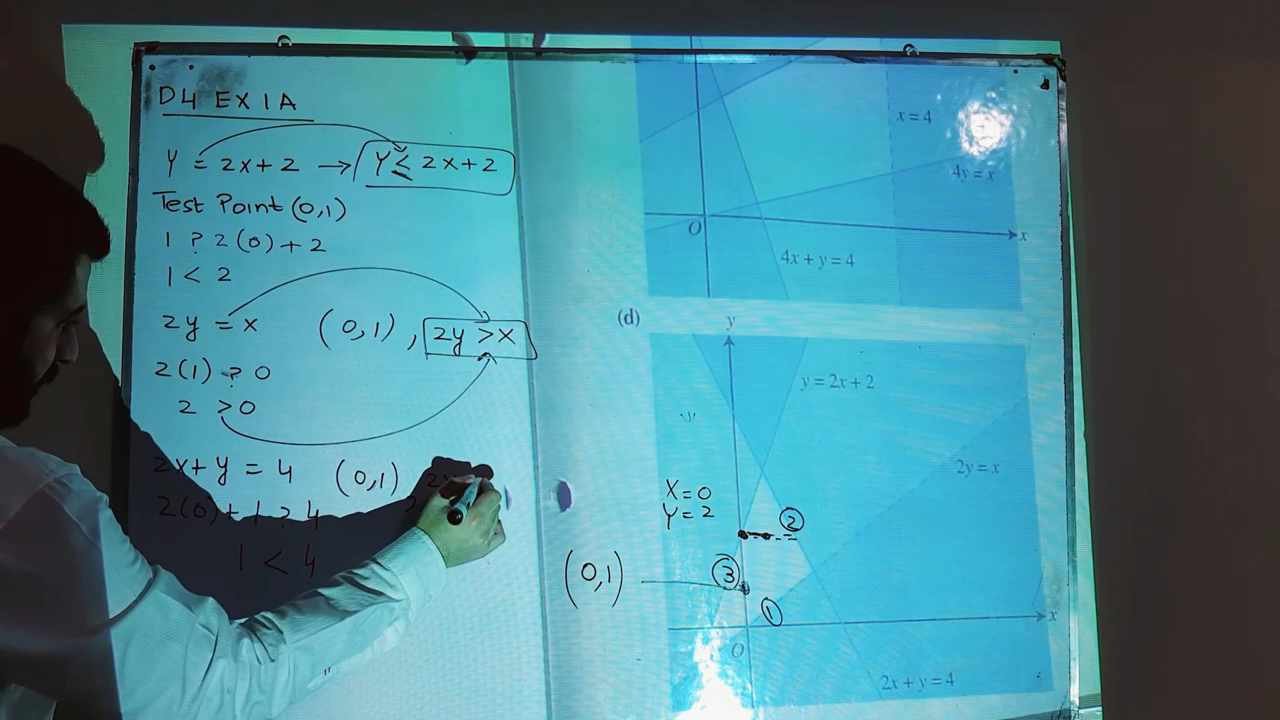 D4 EX 1A
Y = 2x+2 → Y ≤ 2x+2
Test Point (0,1)
1 ? 2(0)+2
1 < 2
2y = x (0,1), 2y >x
2(1) ? 0
2 >0
2x+y = 4 (0,1), 2x
2(0)+1 ? 4
1 < 4
x = 4
4y = x
O
x
4x + y = 4
(d)
y
y = 2x + 2
2y = x
X=0
Y=2
2
(0,1)
3
1
x
O
2x + y = 4